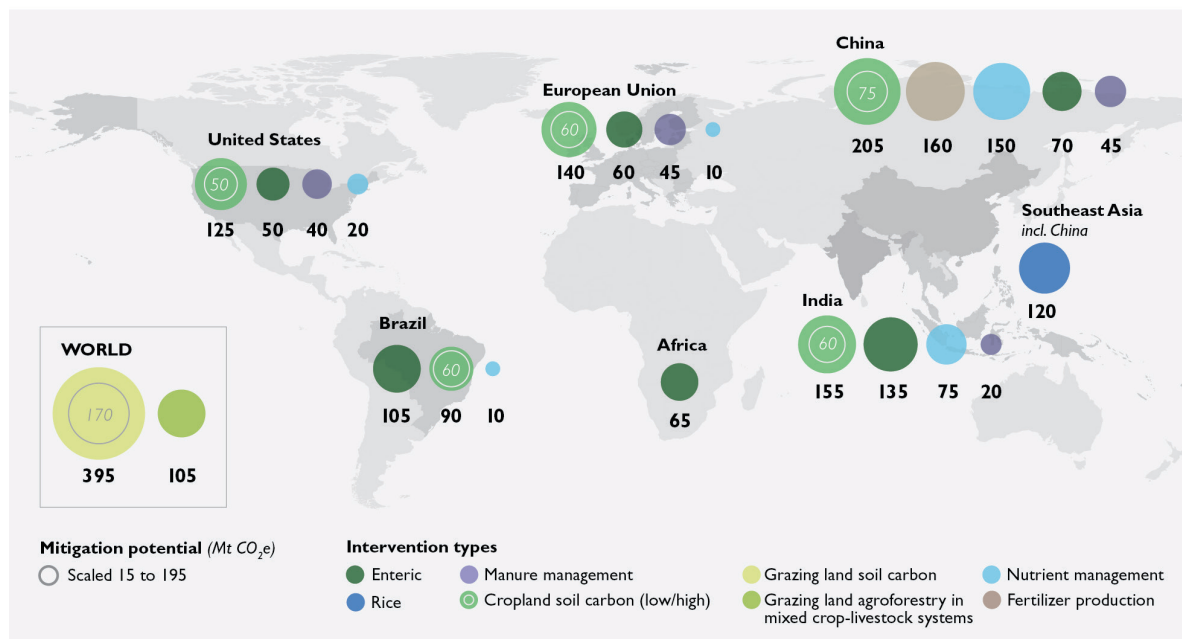 China
75
205 160 150 70 45
European Union
60
140 60 45 10
United States
50
125 50 40 20
Southeast Asia
incl. China
120
India
60
155 135 75 20
Brazil
60
105 90 10
Africa
65
WORLD
170
395 105
Mitigation potential (Mt CO₂e)
Scaled 15 to 195
Intervention types
Enteric
Rice
Manure management
Cropland soil carbon (low/high)
Grazing land soil carbon
Grazing land agroforestry in
mixed crop-livestock systems
Nutrient management
Fertilizer production